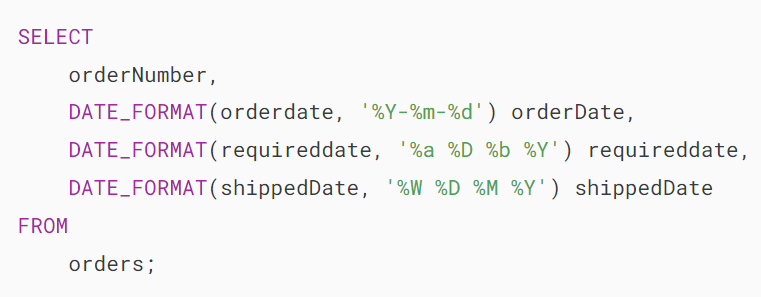 SELECT
    orderNumber,
    DATE_FORMAT(orderdate, '%Y-%m-%d') orderDate,
    DATE_FORMAT(requireddate, '%a %D %b %Y') requireddate,
    DATE_FORMAT(shippedDate, '%W %D %M %Y') shippedDate
FROM
    orders;